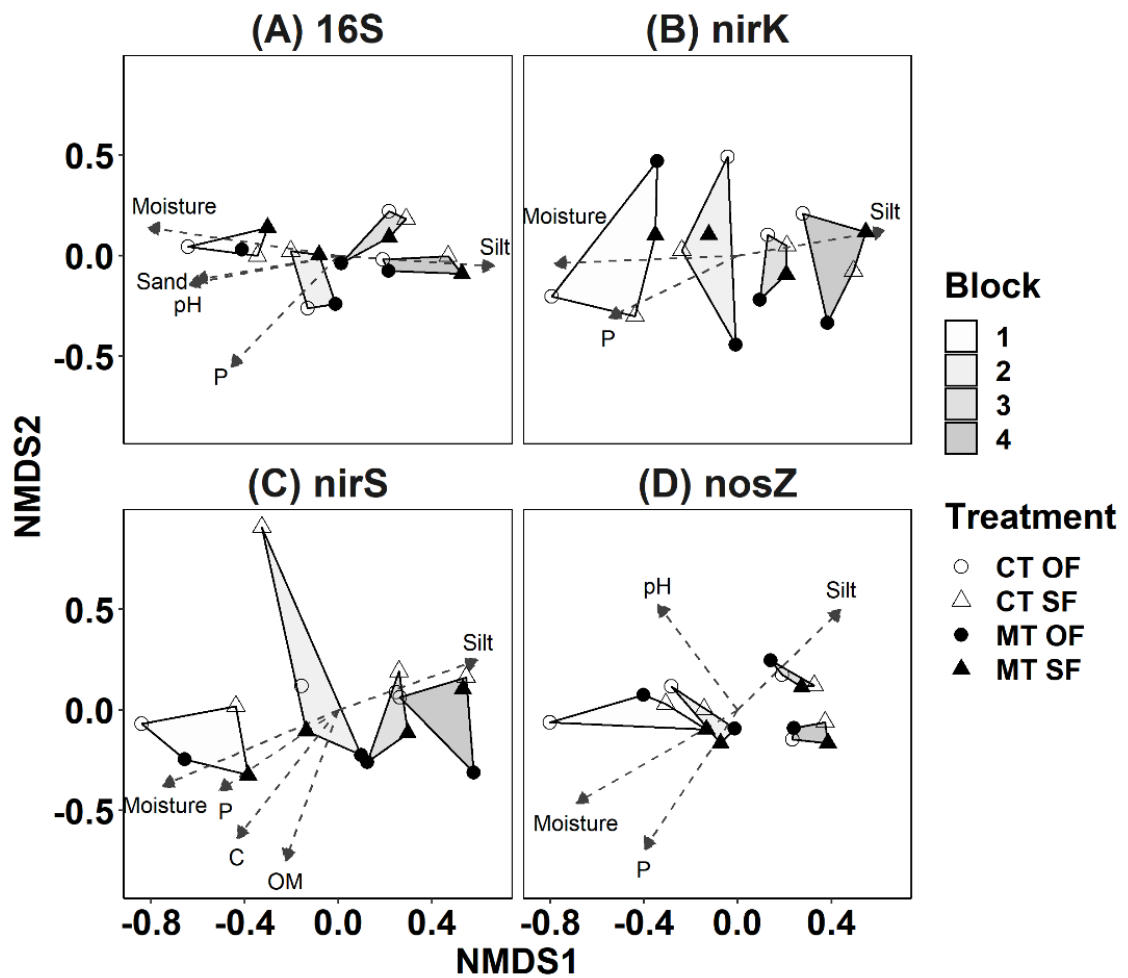 (A) 16S
(B) nirK
0.5
0.0
-0.5
Moisture
Sand
pH
P
Silt
Moisture
P
Silt
Block
1
2
3
4
NMDS2
(C) nirS
(D) nosZ
0.5
0.0
-0.5
Moisture
P
C
OM
Silt
pH
Silt
Moisture
P
Treatment
CT OF
CT SF
MT OF
MT SF
-0.8
-0.4
0.0
0.4
-0.8
-0.4
0.0
0.4
NMDS1